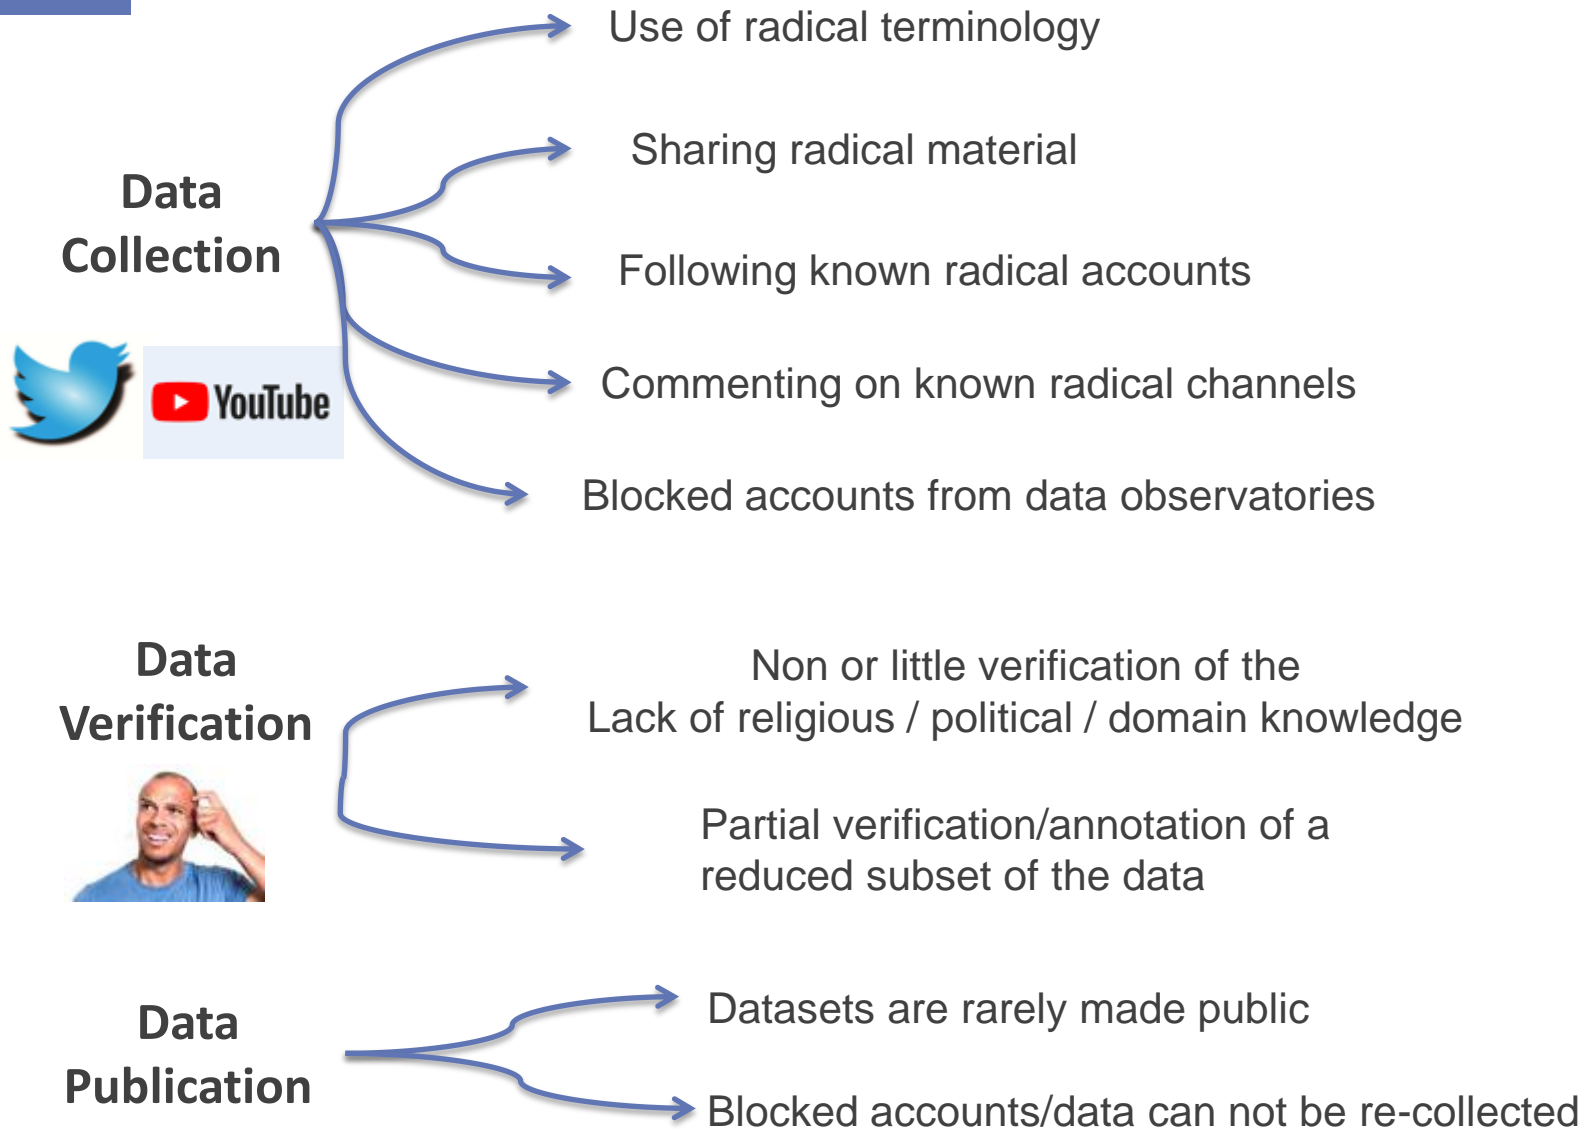 Use of radical terminology
Sharing radical material
Data
Collection
Following known radical accounts
YouTube
Commenting on known radical channels
Blocked accounts from data observatories
Data
Verification
Non or little verification of the
Lack of religious / political / domain knowledge
Partial verification/annotation of a
reduced subset of the data
Data
Publication
Datasets are rarely made public
Blocked accounts/data can not be re-collected